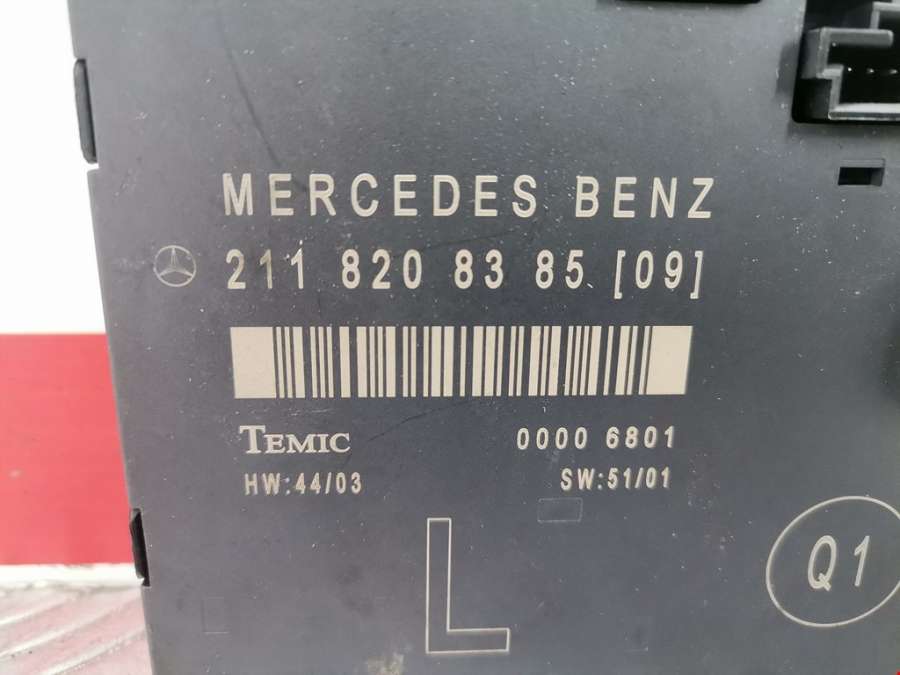 MERCEDES BENZ
211 820 83 85 [09]
TEMIC 0000 6801
HW:44/03 SW:51/01
L
Q1